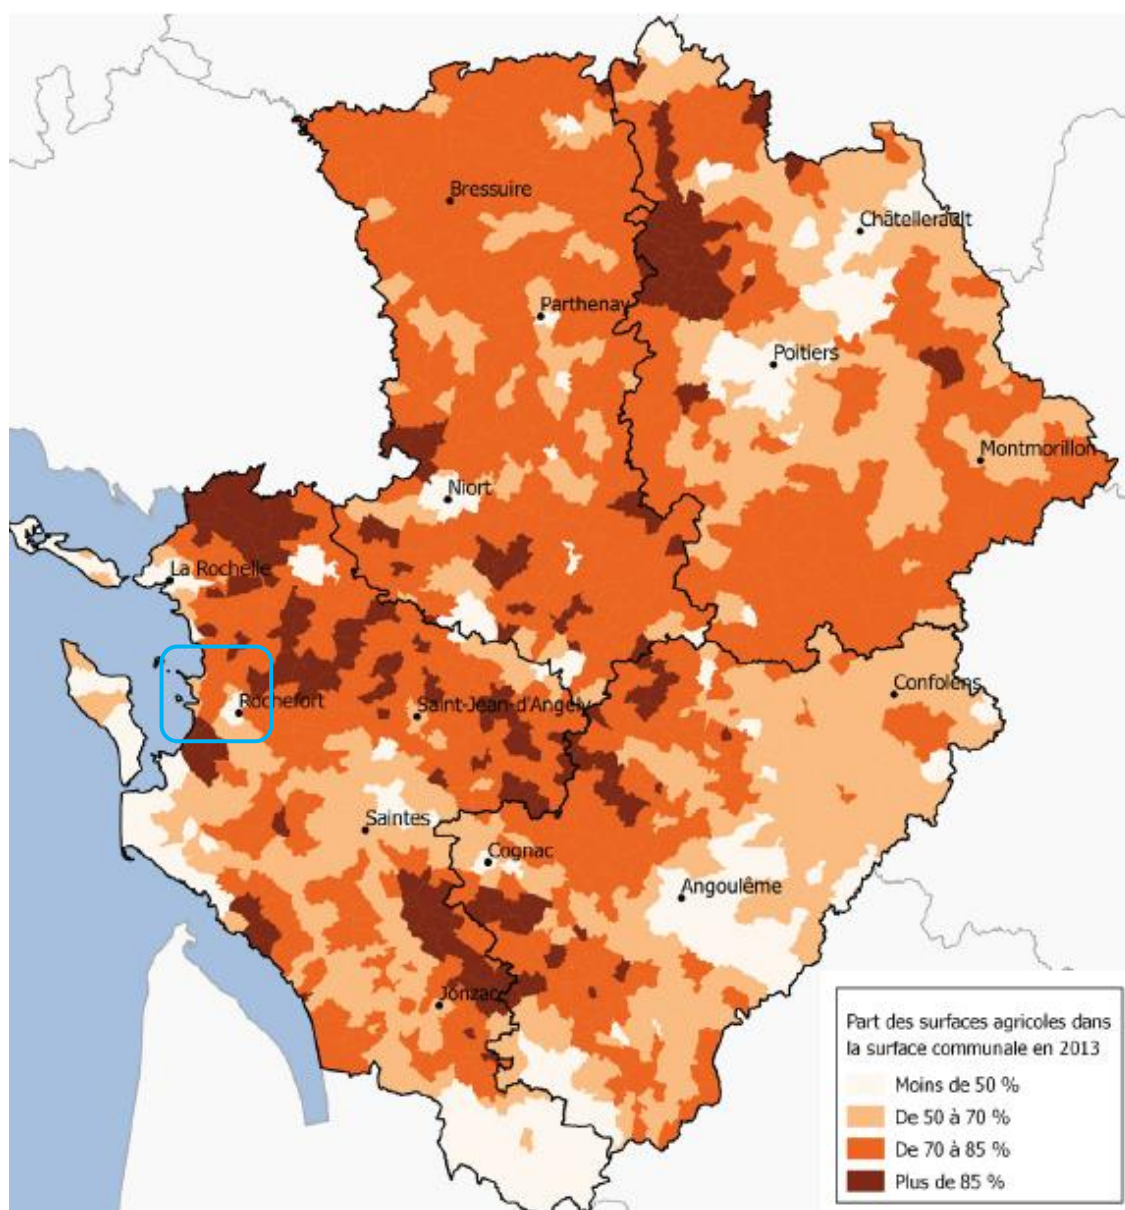 Bressuire
Châtellerault
Parthenay
Poitiers
Montmorillon
Niort
La Rochelle
Confolens
Rochefort
Saint-Jean-d'Angély
Saintes
Cognac
Angoulême
Jonzac
Part des surfaces agricoles dans
la surface communale en 2013
Moins de 50 %
De 50 à 70 %
De 70 à 85 %
Plus de 85 %